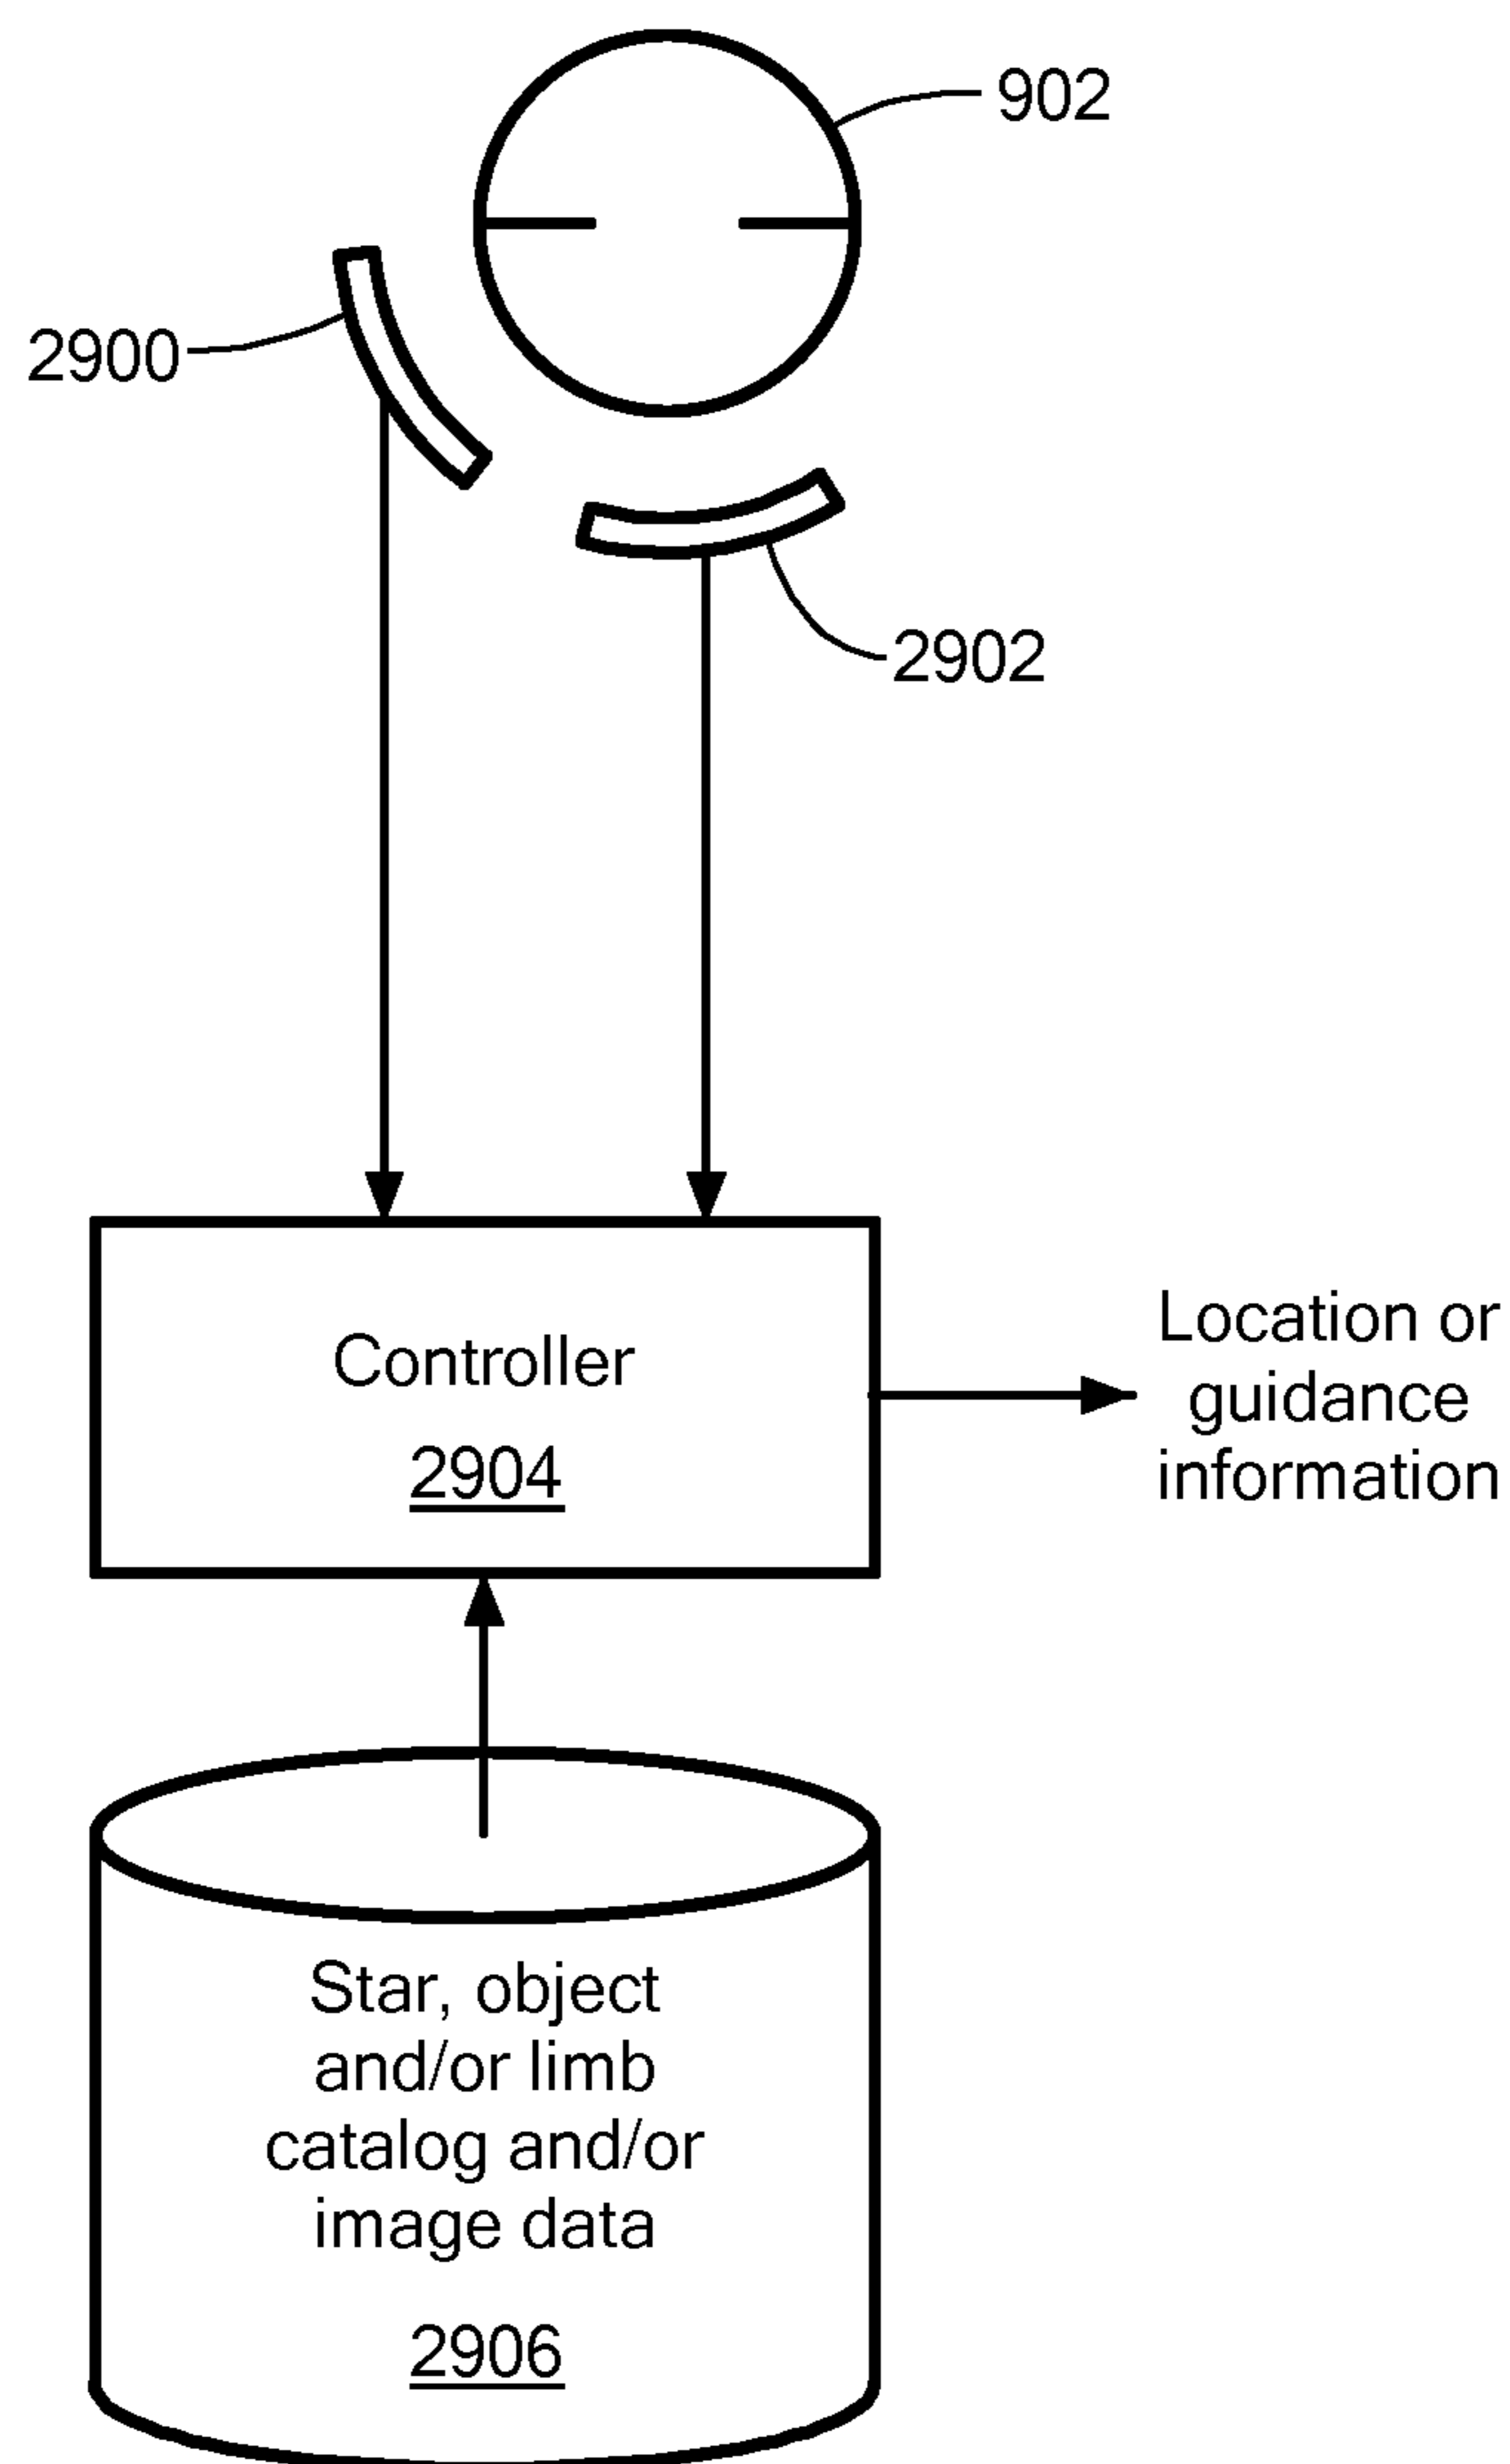 902
2900
2902
Controller
2904
Location or
guidance
information
Star, object
and/or limb
catalog and/or
image data
2906